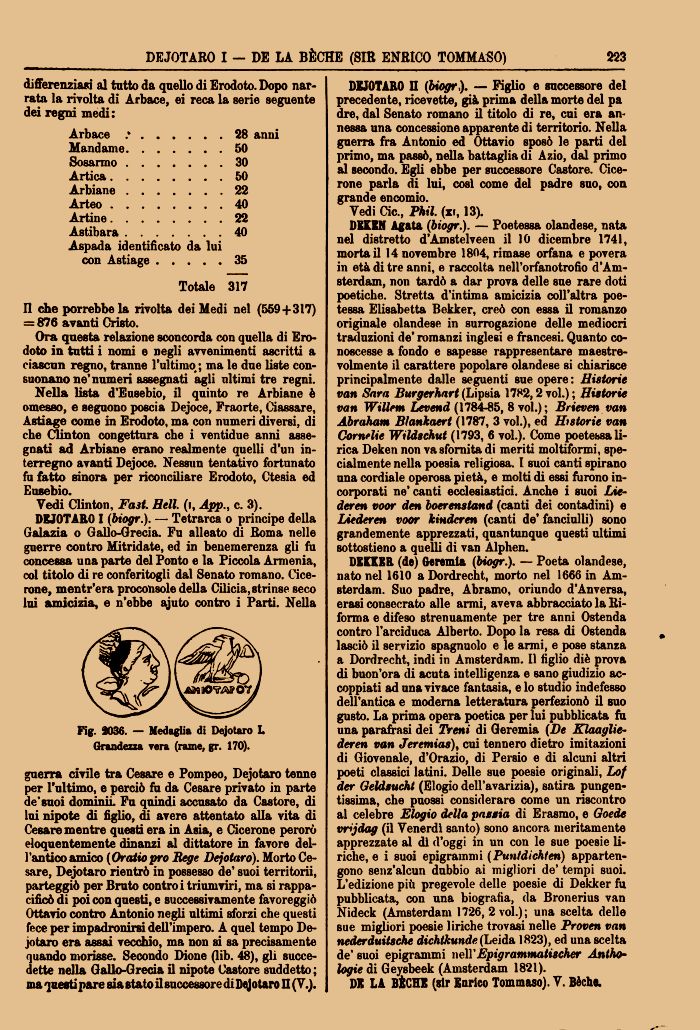 DEJOTARO I — DE LA BÈCHE (SIR ENRICO TOMMASO) 223
differenziasi al tutto da quello di Erodoto. Dopo nar-
rata la rivolta di Arbace, ei reca la serie seguente
dei regni medi:
Arbace . . . . . . . 28 anni
Mandame. . . . . . . 50
Sosarmo . . . . . . 30
Artica. . . . . . . 50
Arbiane . . . . . . 22
Arteo . . . . . . . 40
Artine. . . . . . . 22
Astibara . . . . . . 40
Aspada identificato da lui
con Astiage . . . . . 35
Totale 317
Il che porrebbe la rivolta dei Medi nel (559+317)
=876 avanti Cristo.
Ora questa relazione sconcorda con quella di Ero-
doto in tutti i nomi e negli avvenimenti ascritti a
ciascun regno, tranne l'ultimo; ma le due liste con-
suonano ne' numeri assegnati agli ultimi tre regni.
Nella lista d'Eusebio, il quinto re Arbiane è
omesso, e seguono poscia Dejoce, Fraorte, Ciassare,
Astiage come in Erodoto, ma con numeri diversi, di
che Clinton congettura che i ventidue anni asse-
gnati ad Arbiane erano realmente quelli d'un in-
terregno avanti Dejoce. Nessun tentativo fortunato
fu fatto sinora per riconciliare Erodoto, Ctesia ed
Eusebio.
Vedi Clinton, Fast. Hell. (I, App., c. 3).
DEJOTARO I (biogr.). — Tetrarca o principe della
Galazia o Gallo-Grecia. Fu alleato di Roma nelle
guerre contro Mitridate, ed in benemerenza gli fu
concessa una parte del Ponto e la Piccola Armenia,
col titolo di re conferitogli dal Senato romano. Cice-
rone, mentr'era proconsole della Cilicia, strinse seco
lui amicizia, e n'ebbe ajuto contro i Parti. Nella
Fig. 2036. — Medaglia di Dejotaro I.
Grandezza vera (rame, gr. 170).
guerra civile tra Cesare e Pompeo, Dejotaro tenne
per l'ultimo, e perciò fu da Cesare privato in parte
de' suoi dominii. Fu quindi accusato da Castore, di
lui nipote di figlio, di avere attentato alla vita di
Cesare mentre questi era in Asia, e Cicerone perorò
eloquentemente dinanzi al dittatore in favore del-
l'antico amico (Oratio pro Rege Dejotaro). Morto Ce-
sare, Dejotaro rientrò in possesso de' suoi territorii,
parteggiò per Bruto contro i triumviri, ma si rappa-
cificò di poi con questi, e successivamente favoreggiò
Ottavio contro Antonio negli ultimi sforzi che questi
fece per impadronirsi dell'impero. A quel tempo De-
jotaro era assai vecchio, ma non si sa precisamente
quando morisse. Secondo Dione (lib. 48), gli succe-
dette nella Gallo-Grecia il nipote Castore suddetto;
ma questi pare sia stato il successore di Dejotaro II (V.).
DEJOTARO II (biogr.). — Figlio e successore del
precedente, ricevette, già prima della morte del pa
dre, dal Senato romano il titolo di re, cui era an-
nessa una concessione apparente di territorio. Nella
guerra fra Antonio ed Ottavio sposò le parti del
primo, ma passò, nella battaglia di Azio, dal primo
al secondo. Egli ebbe per successore Castore. Cice-
rone parla di lui, così come del padre suo, con
grande encomio.
Vedi Cic., Phil. (XI, 13).
DEKEN Agata (biogr.). — Poetessa olandese, nata
nel distretto d'Amstelveen il 10 dicembre 1741,
morta il 14 novembre 1804, rimase orfana e povera
in età di tre anni, e raccolta nell'orfanotrofio d'Am-
sterdam, non tardò a dar prova delle sue rare doti
poetiche. Stretta d'intima amicizia coll'altra poe-
tessa Elisabetta Bekker, creò con essa il romanzo
originale olandese in surrogazione delle mediocri
traduzioni de' romanzi inglesi e francesi. Quanto co-
noscesse a fondo e sapesse rappresentare maestre-
volmente il carattere popolare olandese si chiarisce
principalmente dalle seguenti sue opere: Historie
van Sara Burgerhart (Lipsia 1782, 2 vol.); Historie
van Willem Levend (1784-85, 8 vol.); Brieven van
Abraham Blankaert (1787, 3 vol.), ed Historie van
Cornelie Wildschut (1793, 6 vol.). Come poetessa li-
rica Deken non va sfornita di meriti moltiformi, spe-
cialmente nella poesia religiosa. I suoi canti spirano
una cordiale operosa pietà, e molti di essi furono in-
corporati ne' canti ecclesiastici. Anche i suoi Lie-
deren voor den boerenstand (canti dei contadini) e
Liederen voor kinderen (canti de' fanciulli) sono
grandemente apprezzati, quantunque questi ultimi
sottostieno a quelli di van Alphen.
DEKKER (de) Geremia (biogr.). — Poeta olandese,
nato nel 1610 a Dordrecht, morto nel 1666 in Am-
sterdam. Suo padre, Abramo, oriundo d'Anversa,
erasi consecrato alle armi, aveva abbracciato la Ri-
forma e difeso strenuamente per tre anni Ostenda
contro l'arciduca Alberto. Dopo la resa di Ostenda
lasciò il servizio spagnuolo e le armi, e pose stanza
a Dordrecht, indi in Amsterdam. Il figlio diè prova
di buon'ora di acuta intelligenza e sano giudizio ac-
coppiati ad una vivace fantasia, e lo studio indefesso
dell'antica e moderna letteratura perfezionò il suo
gusto. La prima opera poetica per lui pubblicata fu
una parafrasi dei Treni di Geremia (De Klaaglie-
deren van Jeremias), cui tennero dietro imitazioni
di Giovenale, d'Orazio, di Persio e di alcuni altri
poeti classici latini. Delle sue poesie originali, Lof
der Geldsucht (Elogio dell'avarizia), satira pungen-
tissima, che puossi considerare come un riscontro
al celebre Elogio della pazzia di Erasmo, e Goede
vrijdag (il Venerdì santo) sono ancora meritamente
apprezzate al dì d'oggi in un con le sue poesie li-
riche, e i suoi epigrammi (Puntdichten) apparten-
gono senz'alcun dubbio ai migliori de' tempi suoi.
L'edizione più pregevole delle poesie di Dekker fu
pubblicata, con una biografia, da Bronerius van
Nideck (Amsterdam 1726, 2 vol.); una scelta delle
sue migliori poesie liriche trovasi nelle Proven van
nederduitsche dichtkunde (Leida 1823), ed una scelta
de' suoi epigrammi nell'Epigrammatischer Antho-
logie di Geysbeek (Amsterdam 1821).
DE LA BÈCHE (sir Enrico Tommaso). V. Bèche.